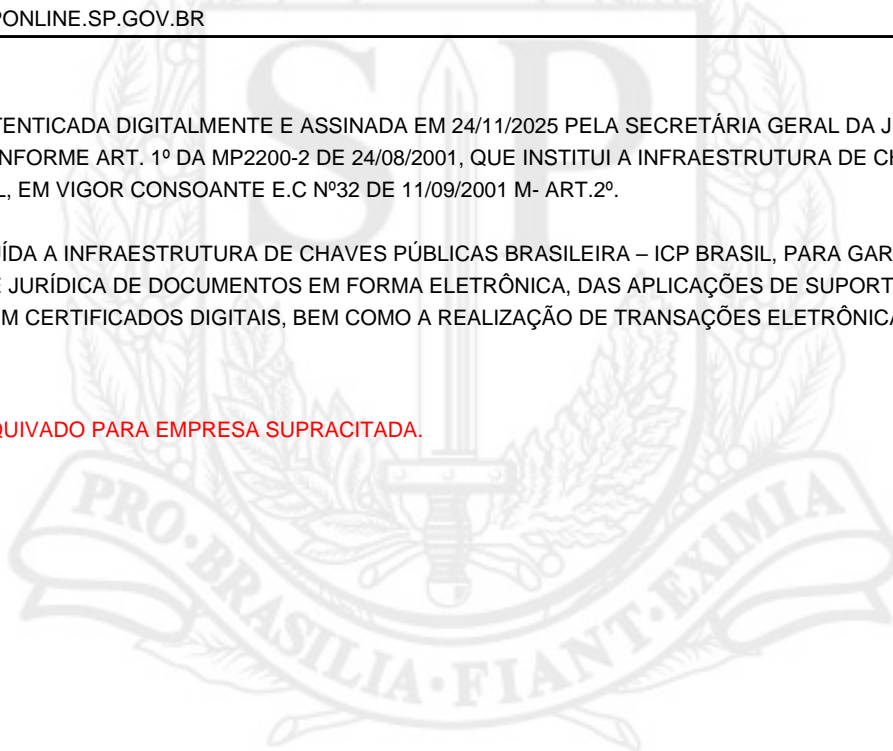 PONLINE.SP.GOV.BR
TENTICADA DIGITALMENTE E ASSINADA EM 24/11/2025 PELA SECRETÁRIA GERAL DA J
NFORME ART. 1º DA MP2200-2 DE 24/08/2001, QUE INSTITUI A INFRAESTRUTURA DE CH
L, EM VIGOR CONSOANTE E.C Nº32 DE 11/09/2001 M- ART.2º.
UÍDA A INFRAESTRUTURA DE CHAVES PÚBLICAS BRASILEIRA – ICP BRASIL, PARA GAR
E JURÍDICA DE DOCUMENTOS EM FORMA ELETRÔNICA, DAS APLICAÇÕES DE SUPORT
EM CERTIFICADOS DIGITAIS, BEM COMO A REALIZAÇÃO DE TRANSAÇÕES ELETRÔNICA
QUIVADO PARA EMPRESA SUPRACITADA.
SP
PRO·BRASILIA·FIANT·EXIMIA